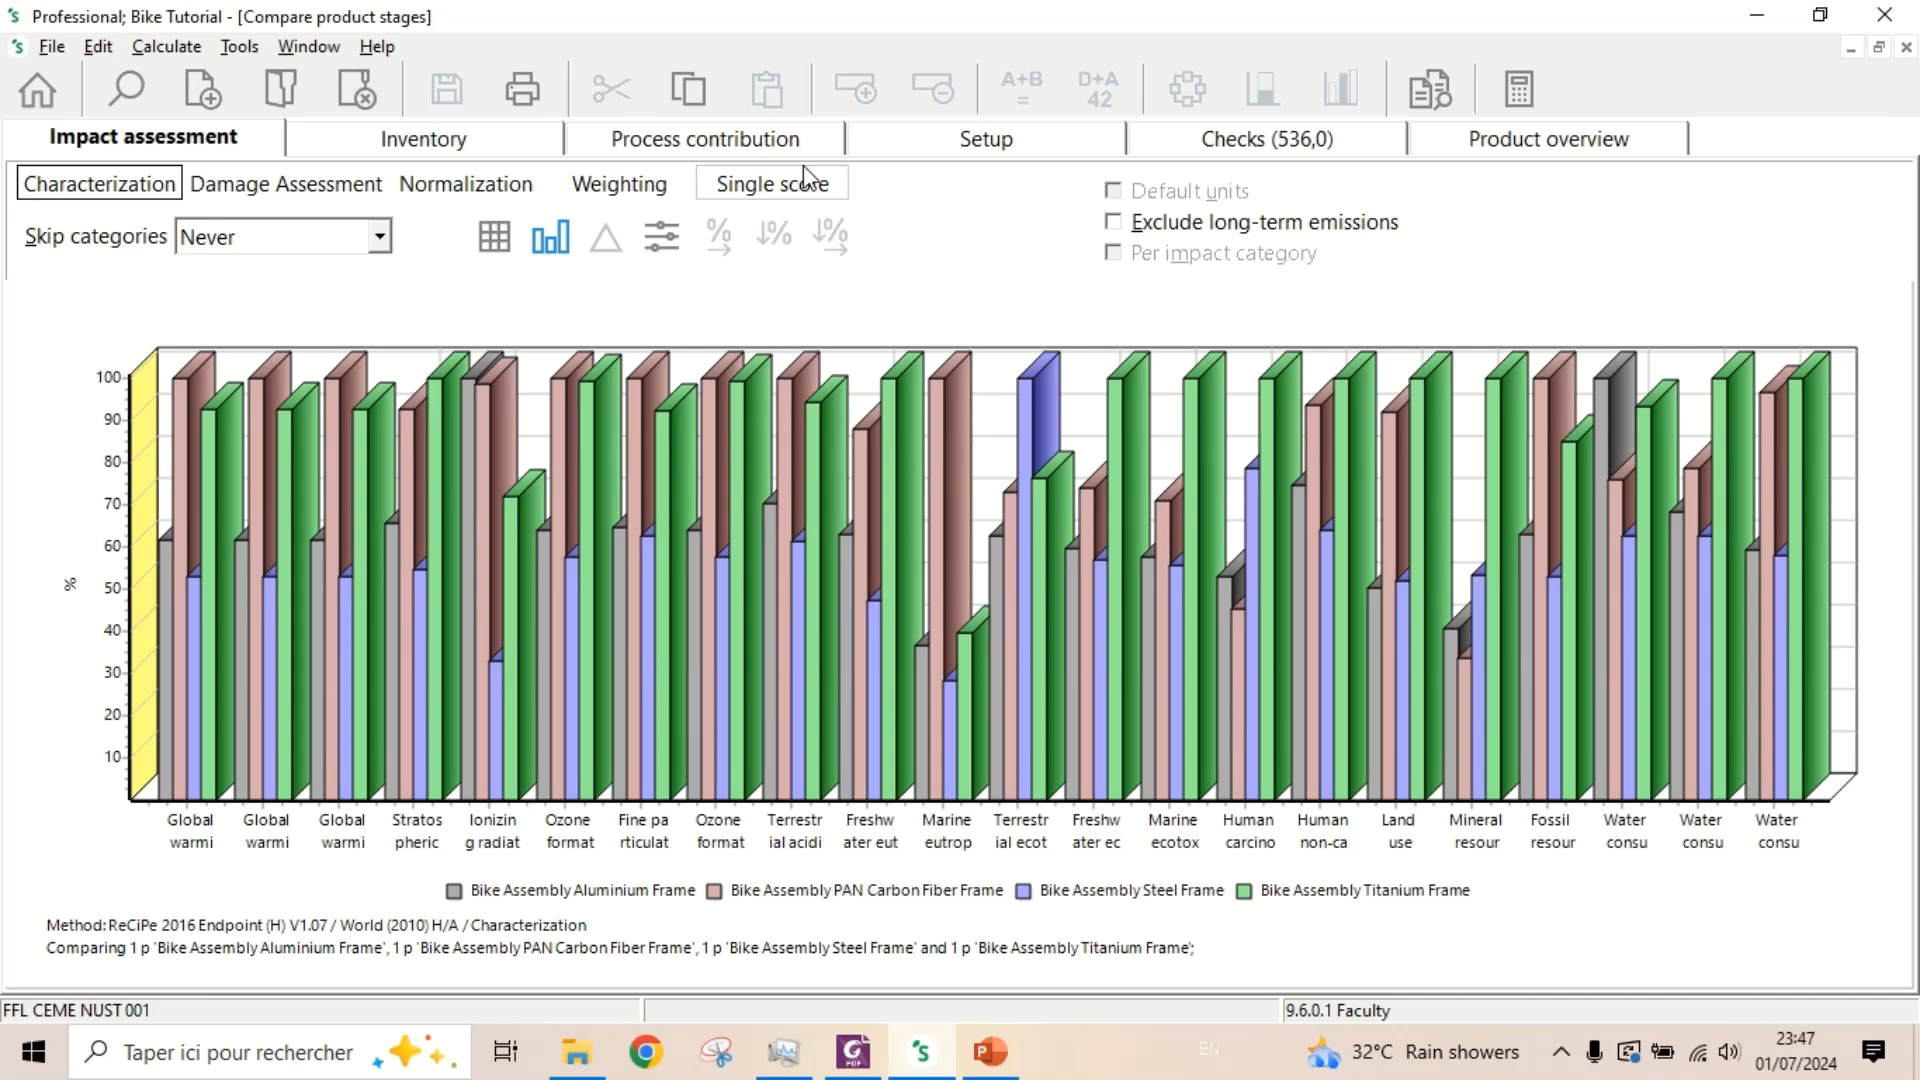 Professional; Bike Tutorial - [Compare product stages]
File Edit Calculate Tools Window Help
A+B
=
D+A
42
Impact assessment Inventory Process contribution Setup Checks (536,0) Product overview
Characterization Damage Assessment Normalization Weighting Single score
Default units
Skip categories Never
% ↓% ↓%
Exclude long-term emissions
Per impact category
100
90
80
70
60
50
40
30
20
10
%
Global warmi
Global warmi
Global warmi
Stratos pheric
Ionizin g radiat
Ozone format
Fine pa rticulat
Ozone format
Terrestr ial acidi
Freshw ater eut
Marine eutrop
Terrestr ial ecot
Freshw ater ec
Marine ecotox
Human carcino
Human non-ca
Land use
Mineral resour
Fossil resour
Water consu
Water consu
Water consu
Bike Assembly Aluminium Frame Bike Assembly PAN Carbon Fiber Frame Bike Assembly Steel Frame Bike Assembly Titanium Frame
Method: ReCiPe 2016 Endpoint (H) V1.07 / World (2010) H/A / Characterization
Comparing 1 p 'Bike Assembly Aluminium Frame', 1 p 'Bike Assembly PAN Carbon Fiber Frame', 1 p 'Bike Assembly Steel Frame' and 1 p 'Bike Assembly Titanium Frame';
FFL CEME NUST 001 9.6.0.1 Faculty
Taper ici pour rechercher
EN
32°C Rain showers
23:47
01/07/2024